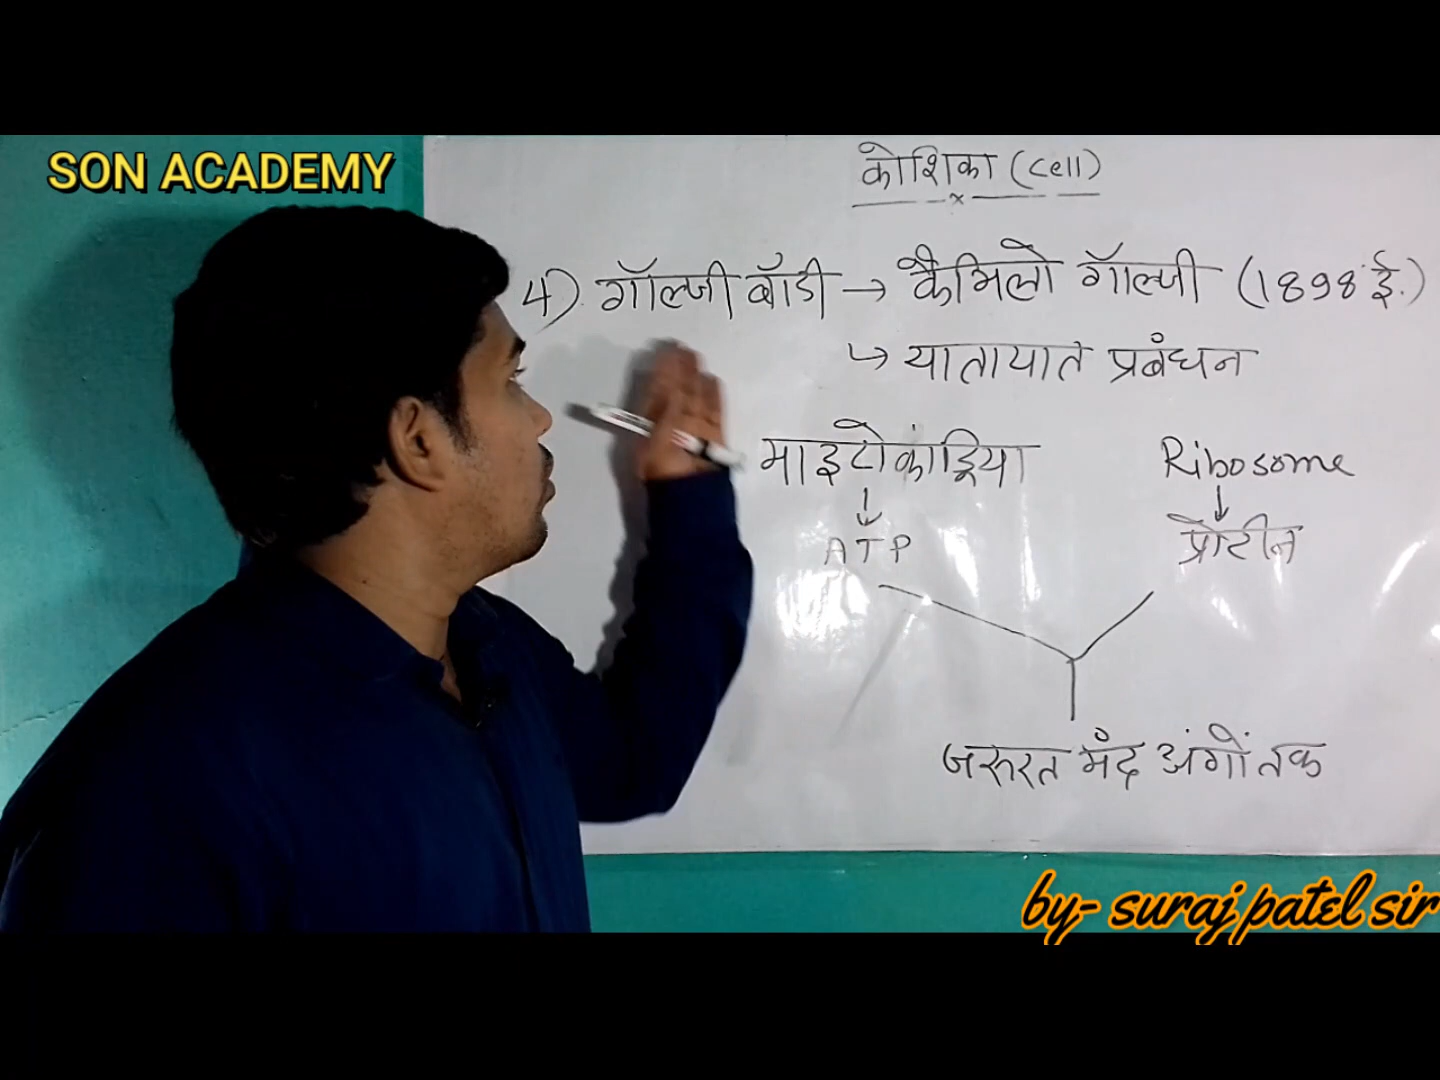 SON ACADEMY
कोशिका (cell)
4) गॉल्जी बॉडी → कैमिलो गॉल्जी (1898 ई.)
↳ यातायात प्रबंधन
माइटोकांड्रिया Ribosome
↓ ↓
ATP प्रोटीन
जरूरत मंद अंगों तक
by- suraj patel sir